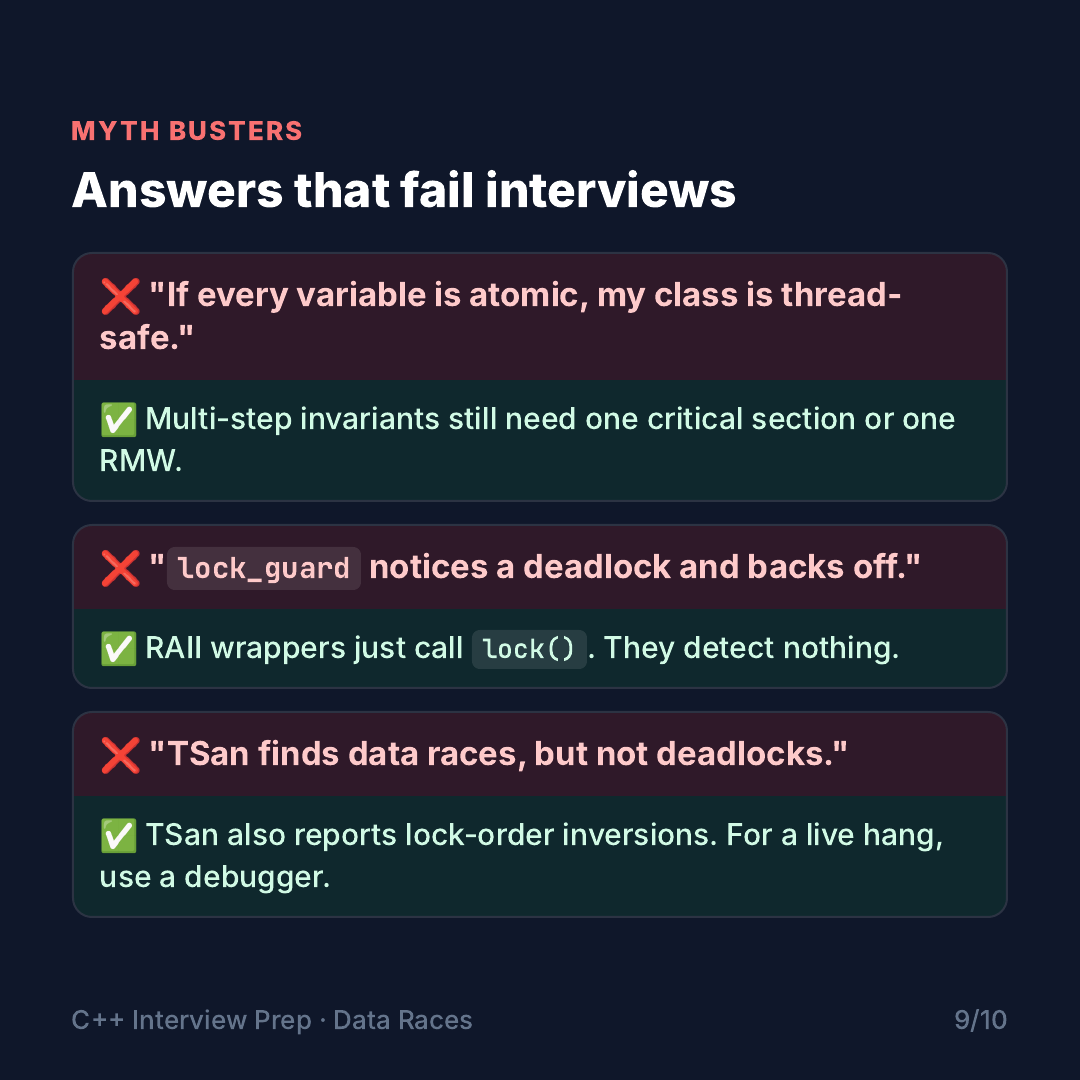 MYTH BUSTERS
Answers that fail interviews
❌ "If every variable is atomic, my class is thread-
safe."
✅ Multi-step invariants still need one critical section or one
RMW.
❌ "lock_guard notices a deadlock and backs off."
✅ RAII wrappers just call lock(). They detect nothing.
❌ "TSan finds data races, but not deadlocks."
✅ TSan also reports lock-order inversions. For a live hang,
use a debugger.
C++ Interview Prep · Data Races
9/10